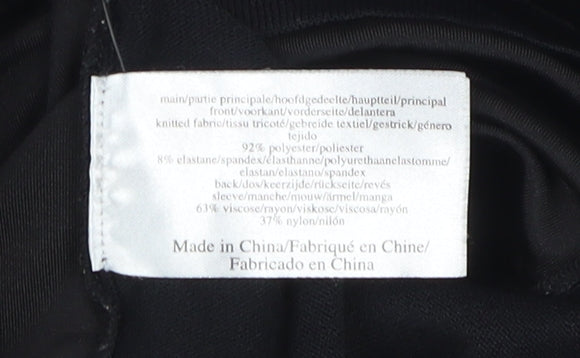 main/partie principale/hoofdgedeelte/hauptteil/principal
front/voorkant/vorderseite/delantera
knitted fabric/tissu tricoté/gebreide textiel/gestrick/género
tejido
92% polyester/poliester
8% elastane/spandex/élasthanne/polyurethaanelastomme/
elastan/elastano/spandex
back/dos/keerzijde/rückseite/revés
sleeve/manche/mouw/ärmel/manga
63% viscose/rayon/viskose/viscosa/rayón
37% nylon/nilón
Made in China/Fabriqué en Chine/
Fabricado en China